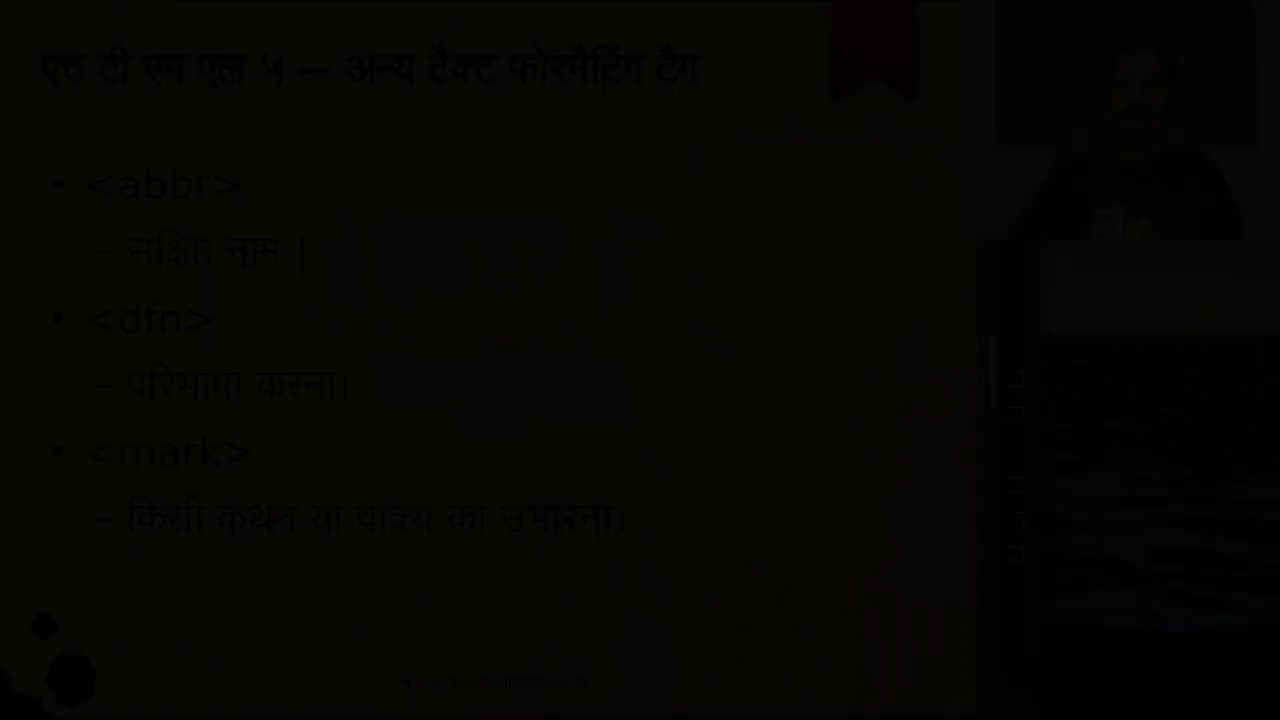 एच टी एम एल ५ – अन्य टैक्ट फोरमैटिंग टैग
• <abbr>
– संक्षिप्त नाम |
• <dfn>
– परिभाषा करना।
• <mark>
– किसी कथन या वाक्य का उभारना।